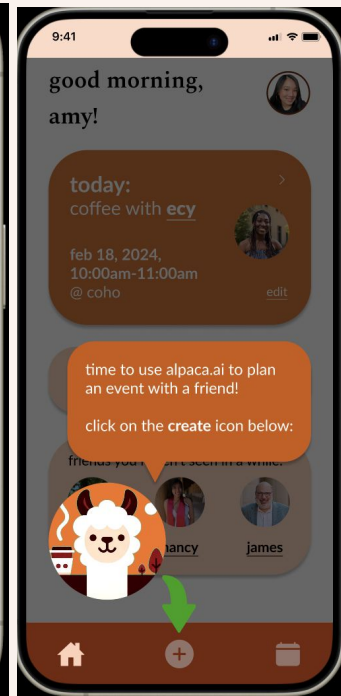 9:41
good morning,
amy!
today:
coffee with ecy
feb 18, 2024,
10:00am-11:00am
@ coho
edit
time to use alpaca.ai to plan
an event with a friend!
click on the create icon below:
friends you haven't seen in a while:
nancy
james